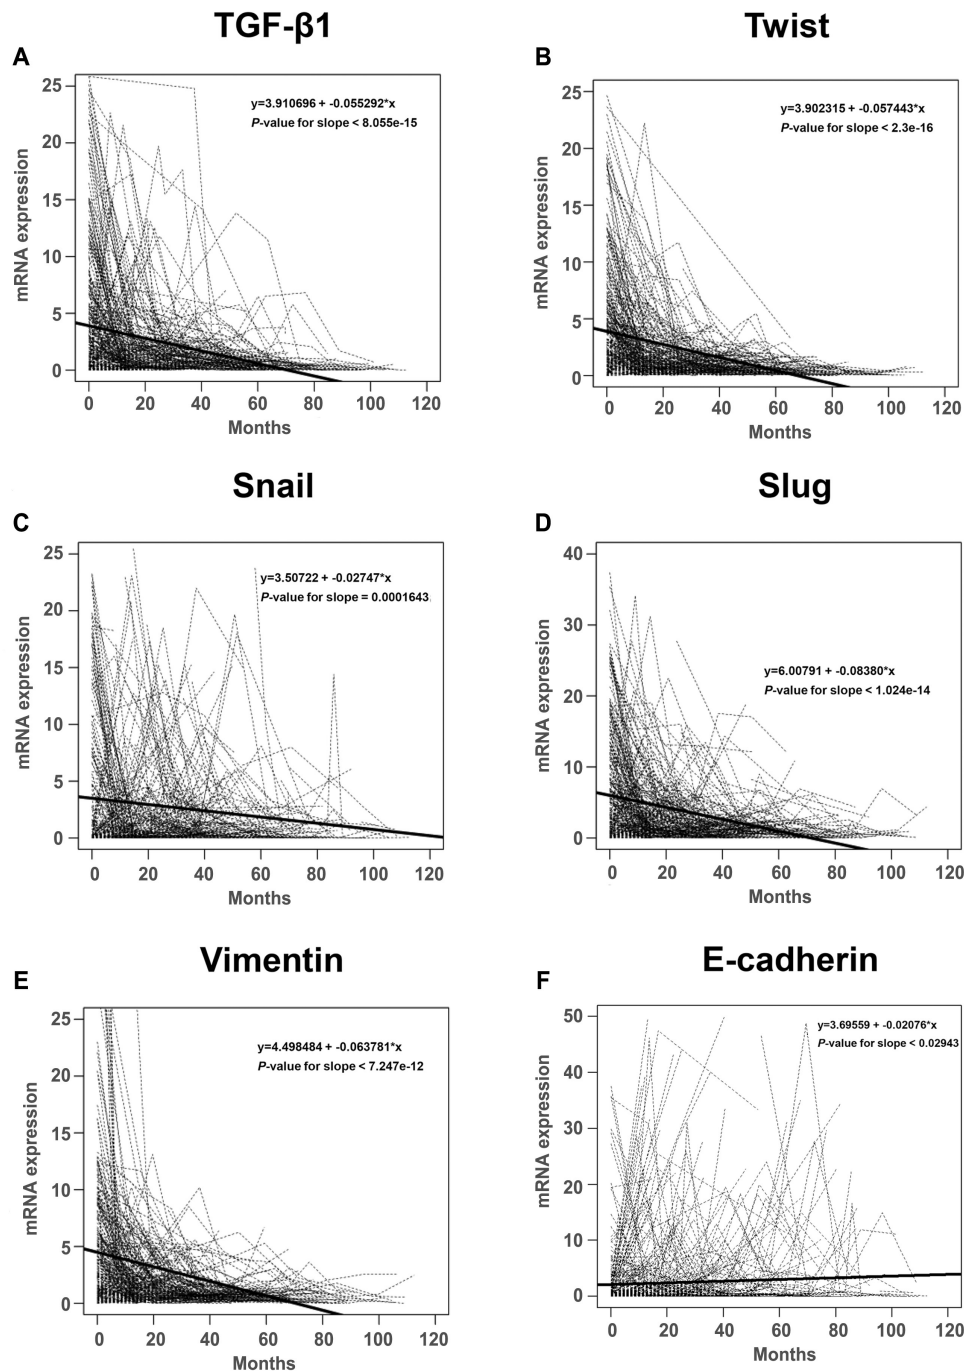 TGF-β1
A
25
20
15
10
5
0
mRNA expression
y=3.910696 + -0.055292*x
P-value for slope < 8.055e-15
0 20 40 60 80 100 120
Months
Twist
B
25
20
15
10
5
0
mRNA expression
y=3.902315 + -0.057443*x
P-value for slope < 2.3e-16
0 20 40 60 80 100 120
Months
Snail
C
25
20
15
10
5
0
mRNA expression
y=3.50722 + -0.02747*x
P-value for slope = 0.0001643
0 20 40 60 80 100 120
Months
Slug
D
40
30
20
10
0
mRNA expression
y=6.00791 + -0.08380*x
P-value for slope < 1.024e-14
0 20 40 60 80 100 120
Months
Vimentin
E
25
20
15
10
5
0
mRNA expression
y=4.498484 + -0.063781*x
P-value for slope < 7.247e-12
0 20 40 60 80 100 120
Months
E-cadherin
F
50
40
30
20
10
0
mRNA expression
y=3.69559 + -0.02076*x
P-value for slope < 0.02943
0 20 40 60 80 100 120
Months